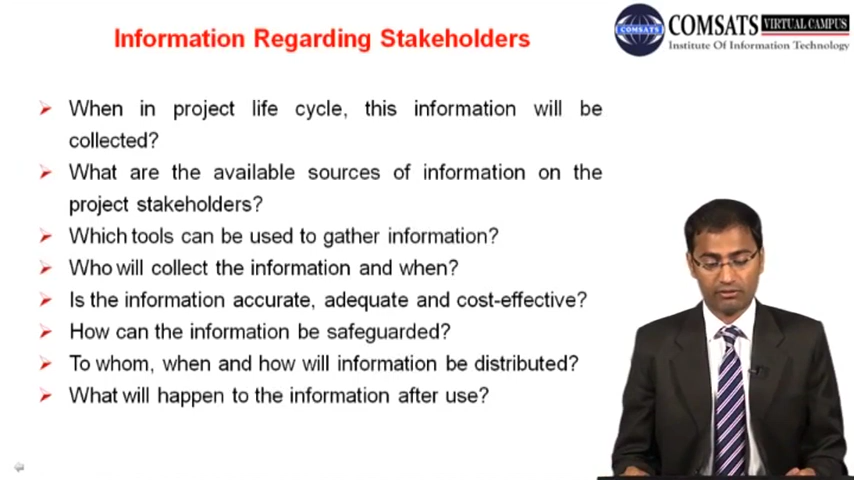 Information Regarding Stakeholders
COMSATS
COMSATS VIRTUAL CAMPUS
Institute Of Information Technology
When in project life cycle, this information will be
collected?
What are the available sources of information on the
project stakeholders?
Which tools can be used to gather information?
Who will collect the information and when?
Is the information accurate, adequate and cost-effective?
How can the information be safeguarded?
To whom, when and how will information be distributed?
What will happen to the information after use?